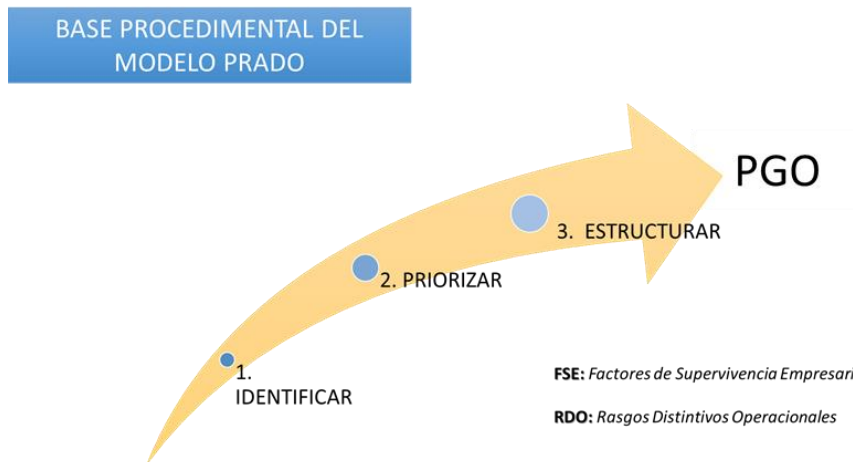 BASE PROCEDIMENTAL DEL
MODELO PRADO
PGO
3. ESTRUCTURAR
2. PRIORIZAR
1.
IDENTIFICAR
FSE: Factores de Supervivencia Empresari
RDO: Rasgos Distintivos Operacionales